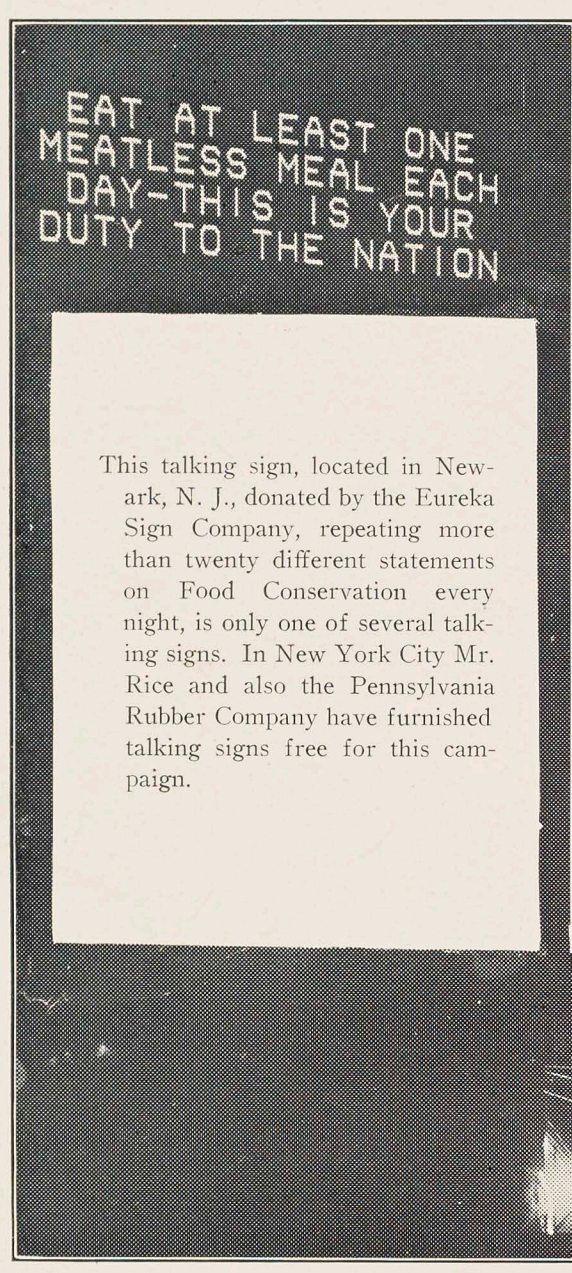 EAT AT LEAST ONE
MEATLESS MEAL EACH
DAY-THIS IS YOUR
DUTY TO THE NATION
This talking sign, located in New-
ark, N. J., donated by the Eureka
Sign Company, repeating more
than twenty different statements
on Food Conservation every
night, is only one of several talk-
ing signs. In New York City Mr.
Rice and also the Pennsylvania
Rubber Company have furnished
talking signs free for this cam-
paign.